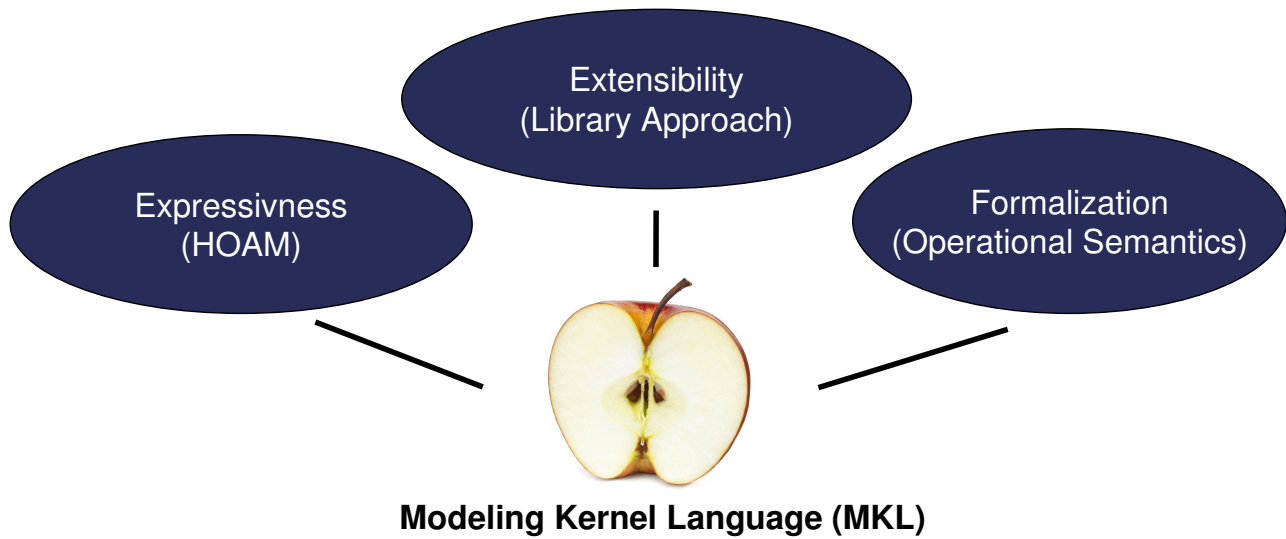 Extensibility
(Library Approach)
Expressivness
(HOAM)
Formalization
(Operational Semantics)
Modeling Kernel Language (MKL)